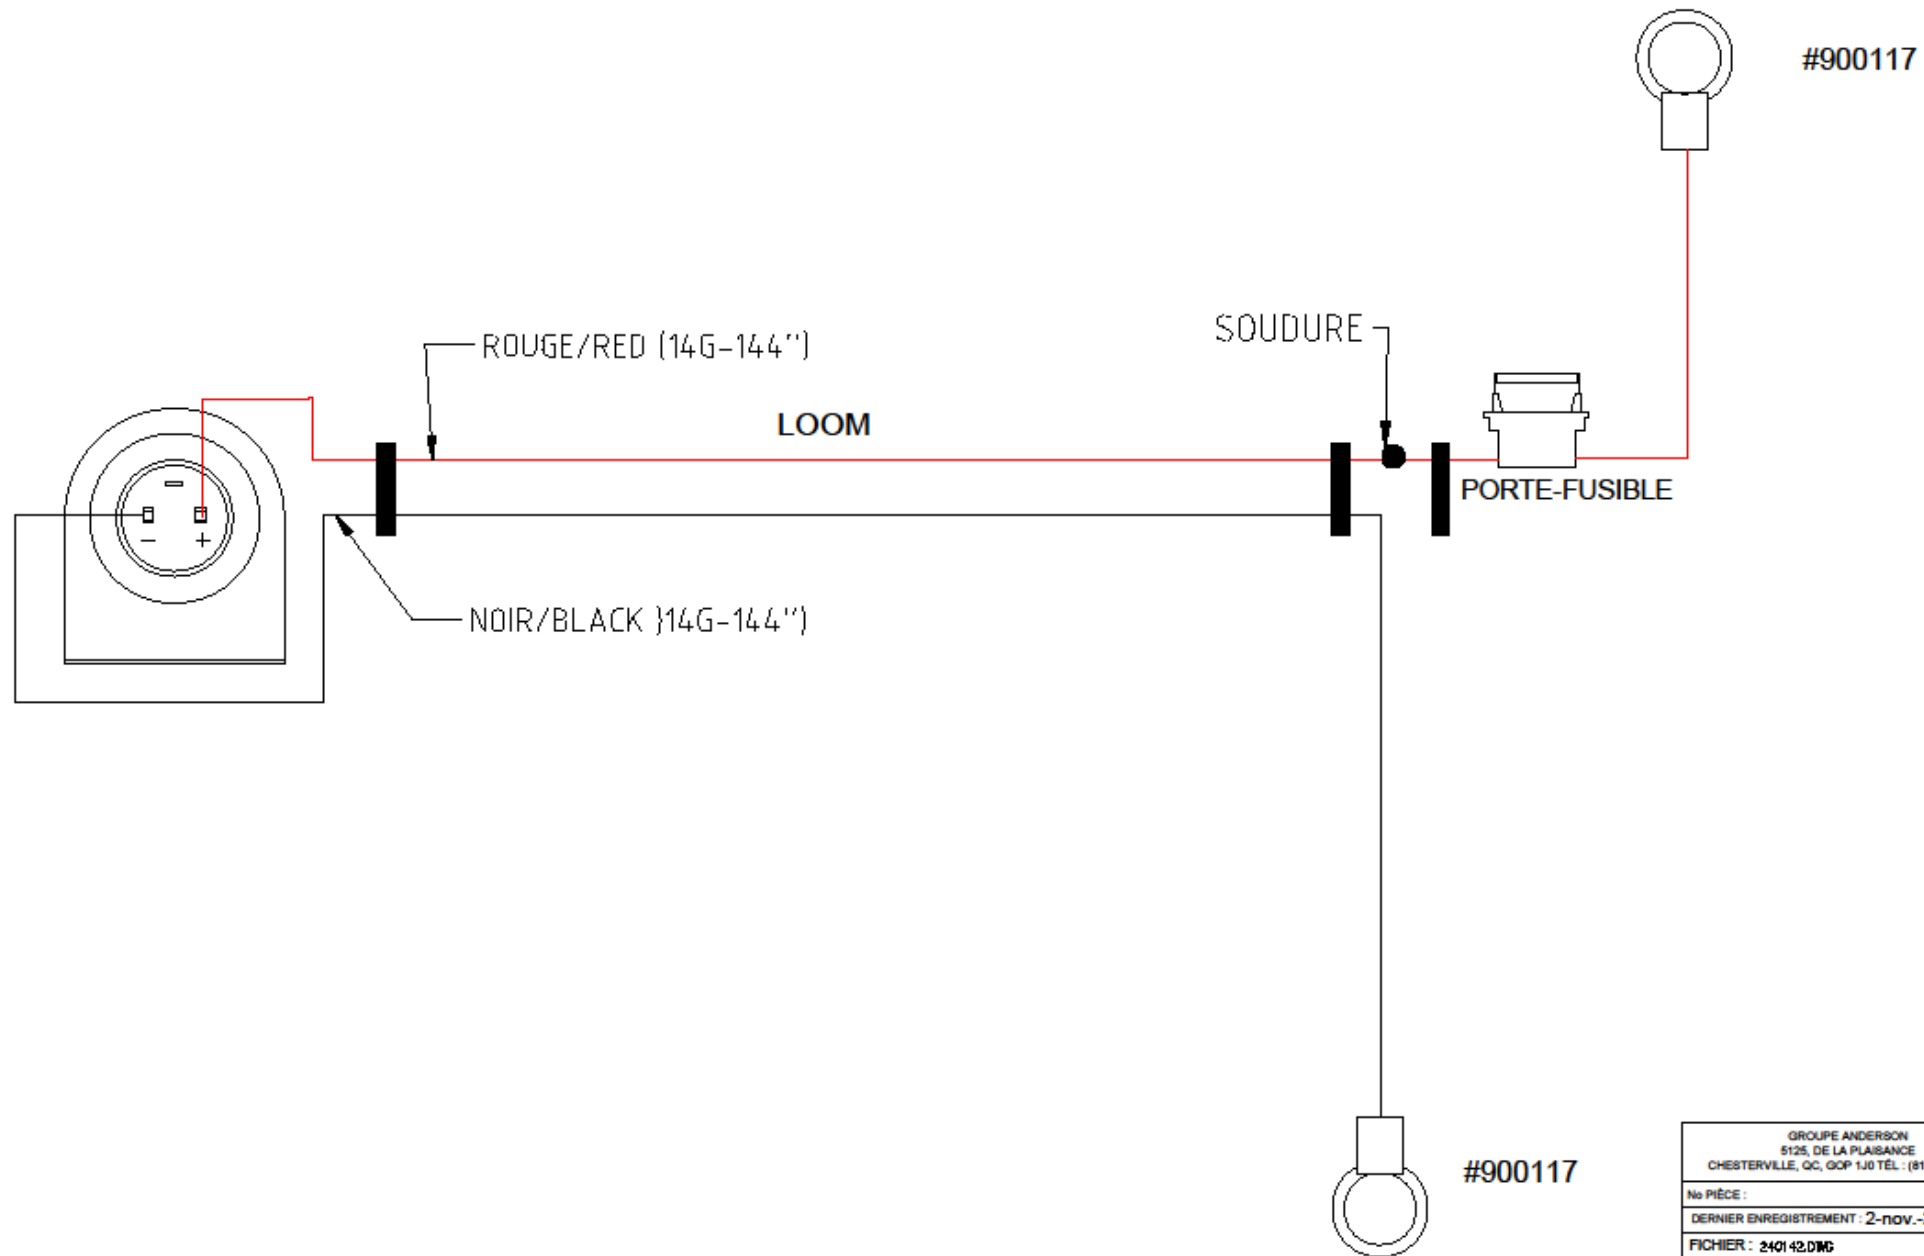 #900117
SOUDURE
ROUGE/RED (14G-144")
LOOM
PORTE-FUSIBLE
- +
NOIR/BLACK }14G-144")
#900117
GROUPE ANDERSON
5125, DE LA PLAISANCE
CHESTERVILLE, QC, GOP 1J0 TÉL : (81
No PIÈCE :
DERNIER ENREGISTREMENT : 2-nov.-
FICHIER : 240142.DWG